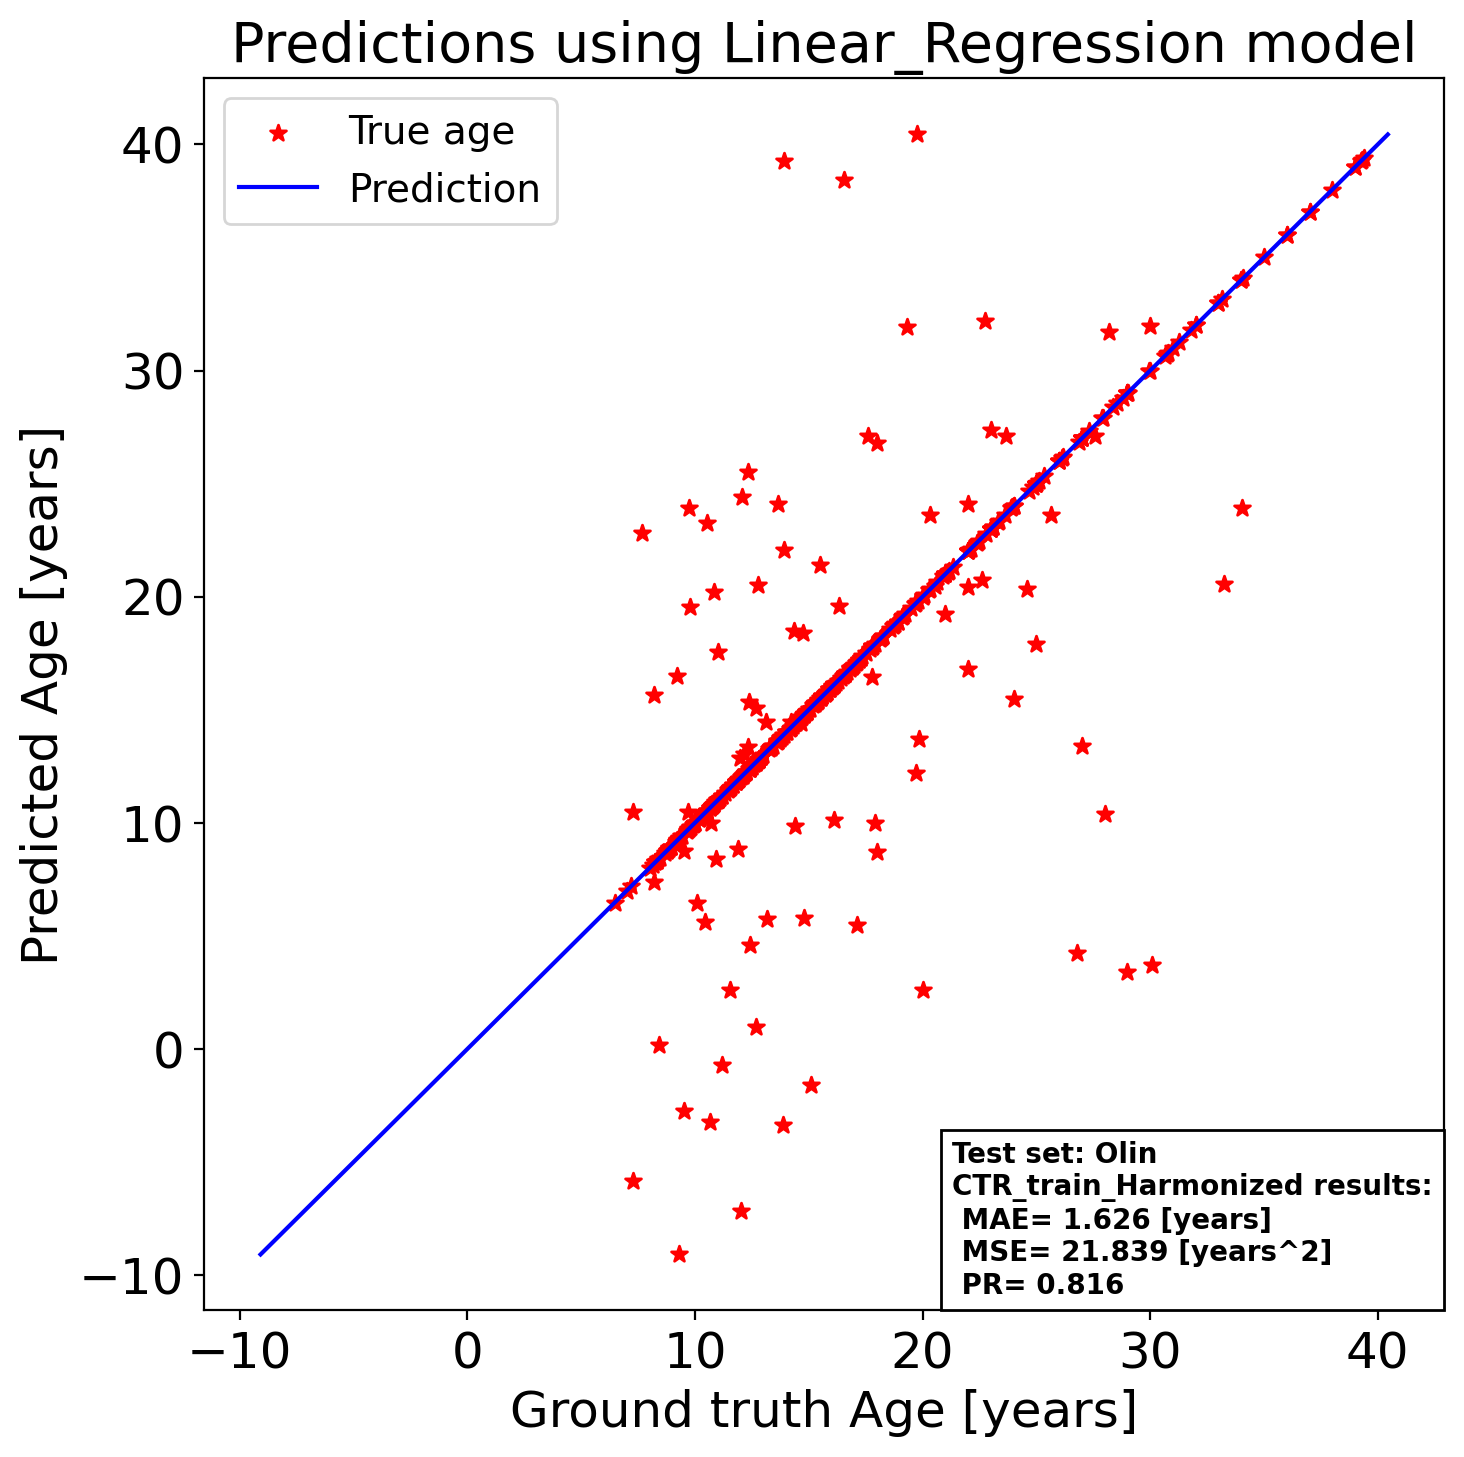 Predictions using Linear_Regression model
True age
Prediction
40
30
20
10
0
−10
Predicted Age [years]
Test set: Olin
CTR_train_Harmonized results:
MAE= 1.626 [years]
MSE= 21.839 [years^2]
PR= 0.816
−10 0 10 20 30 40
Ground truth Age [years]